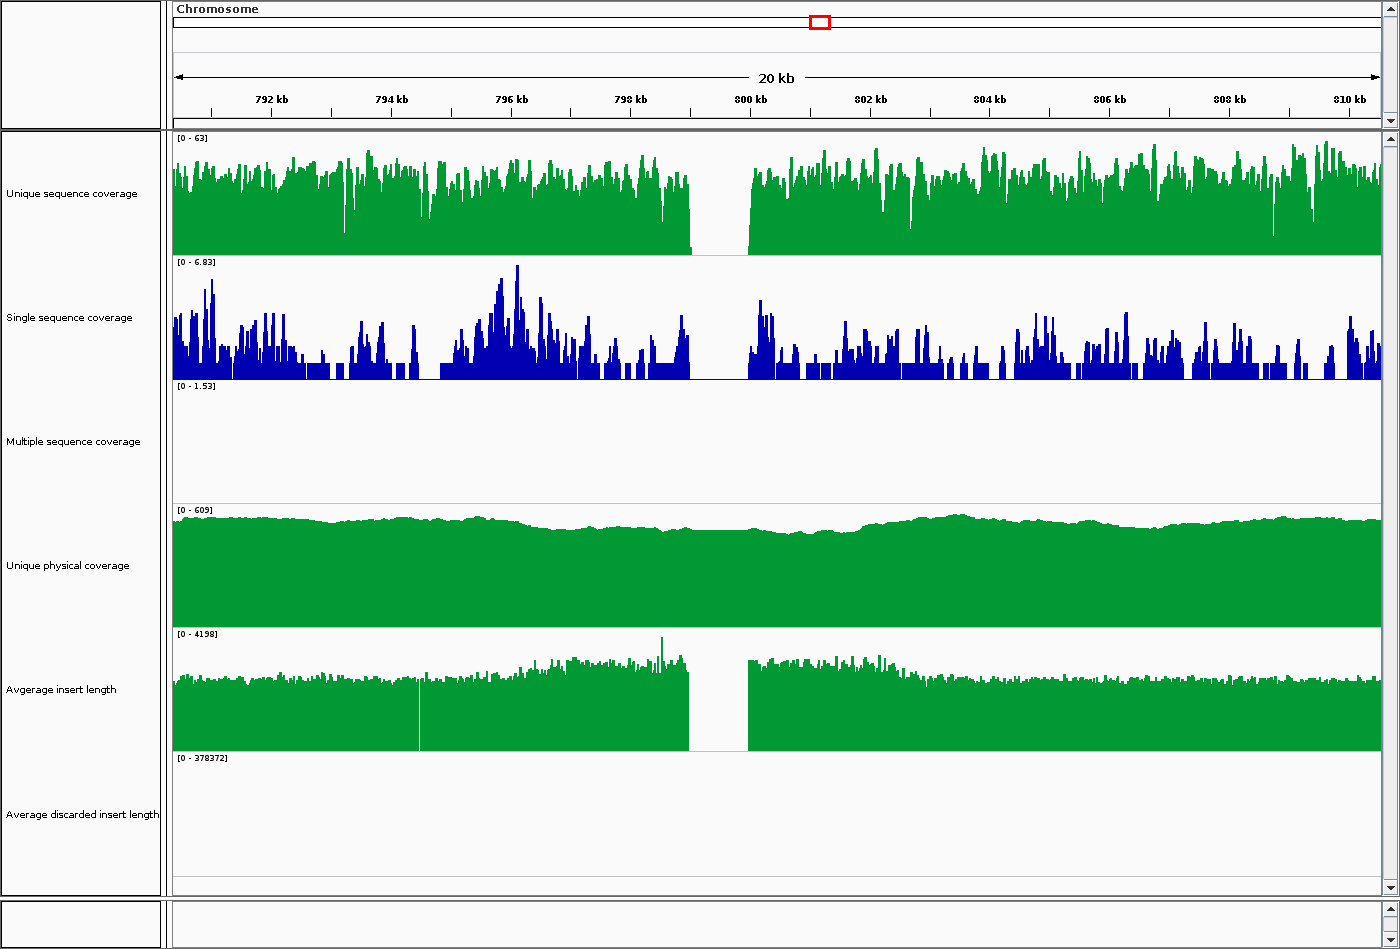 Chromosome
20 kb
792 kb 794 kb 796 kb 798 kb 800 kb 802 kb 804 kb 806 kb 808 kb 810 kb
[0 - 63]
Unique sequence coverage
[0 - 6.83]
Single sequence coverage
[0 - 1.53]
Multiple sequence coverage
[0 - 609]
Unique physical coverage
[0 - 4198]
Avgerage insert length
[0 - 378372]
Average discarded insert length